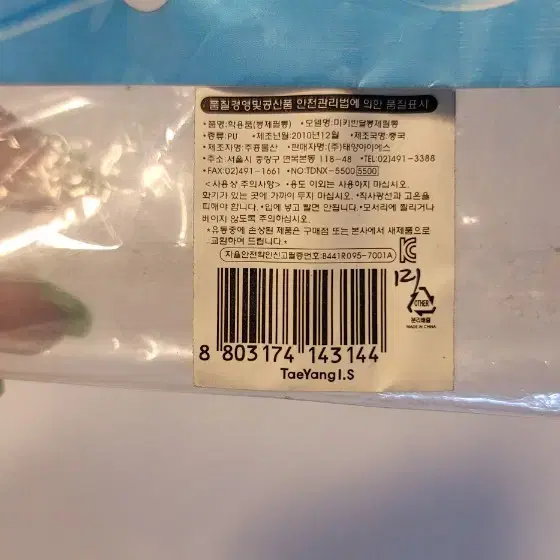 품질경영및공산품 안전관리법에 의한 품질표시
•품명:학용품(봉제필통) •모델명:미키반달봉제필통
•종류:PU •제조년월:2010년12월 •제조국명:중국
•제조자명:주흥물산 •판매자명:(주)태양아이에스
•주소 서울시 중랑구 면목본동 118-48 •TEL:02)491-3388
•FAX:02)491-1661 •NO:TDNX-5500 5500
<사용상 주의사항> •용도 이외는 사용하지 마십시오.
화기가 있는 곳에 가까이 두지 마십시오. •직사광선과 고온을
피해야 합니다. •입에 넣고 빨면 안됩니다. •모서리에 찔리거나
베이지 않도록 주의하십시오.
*유통중에 손상된 제품은 구매점 또는 본사에서 새제품으로
교환하여 드립니다.
자율안전확인신고필증번호:B441R095-7001A
OTHER
분리배출
MADE IN CHINA
8 803174 143144
TaeYang I.S